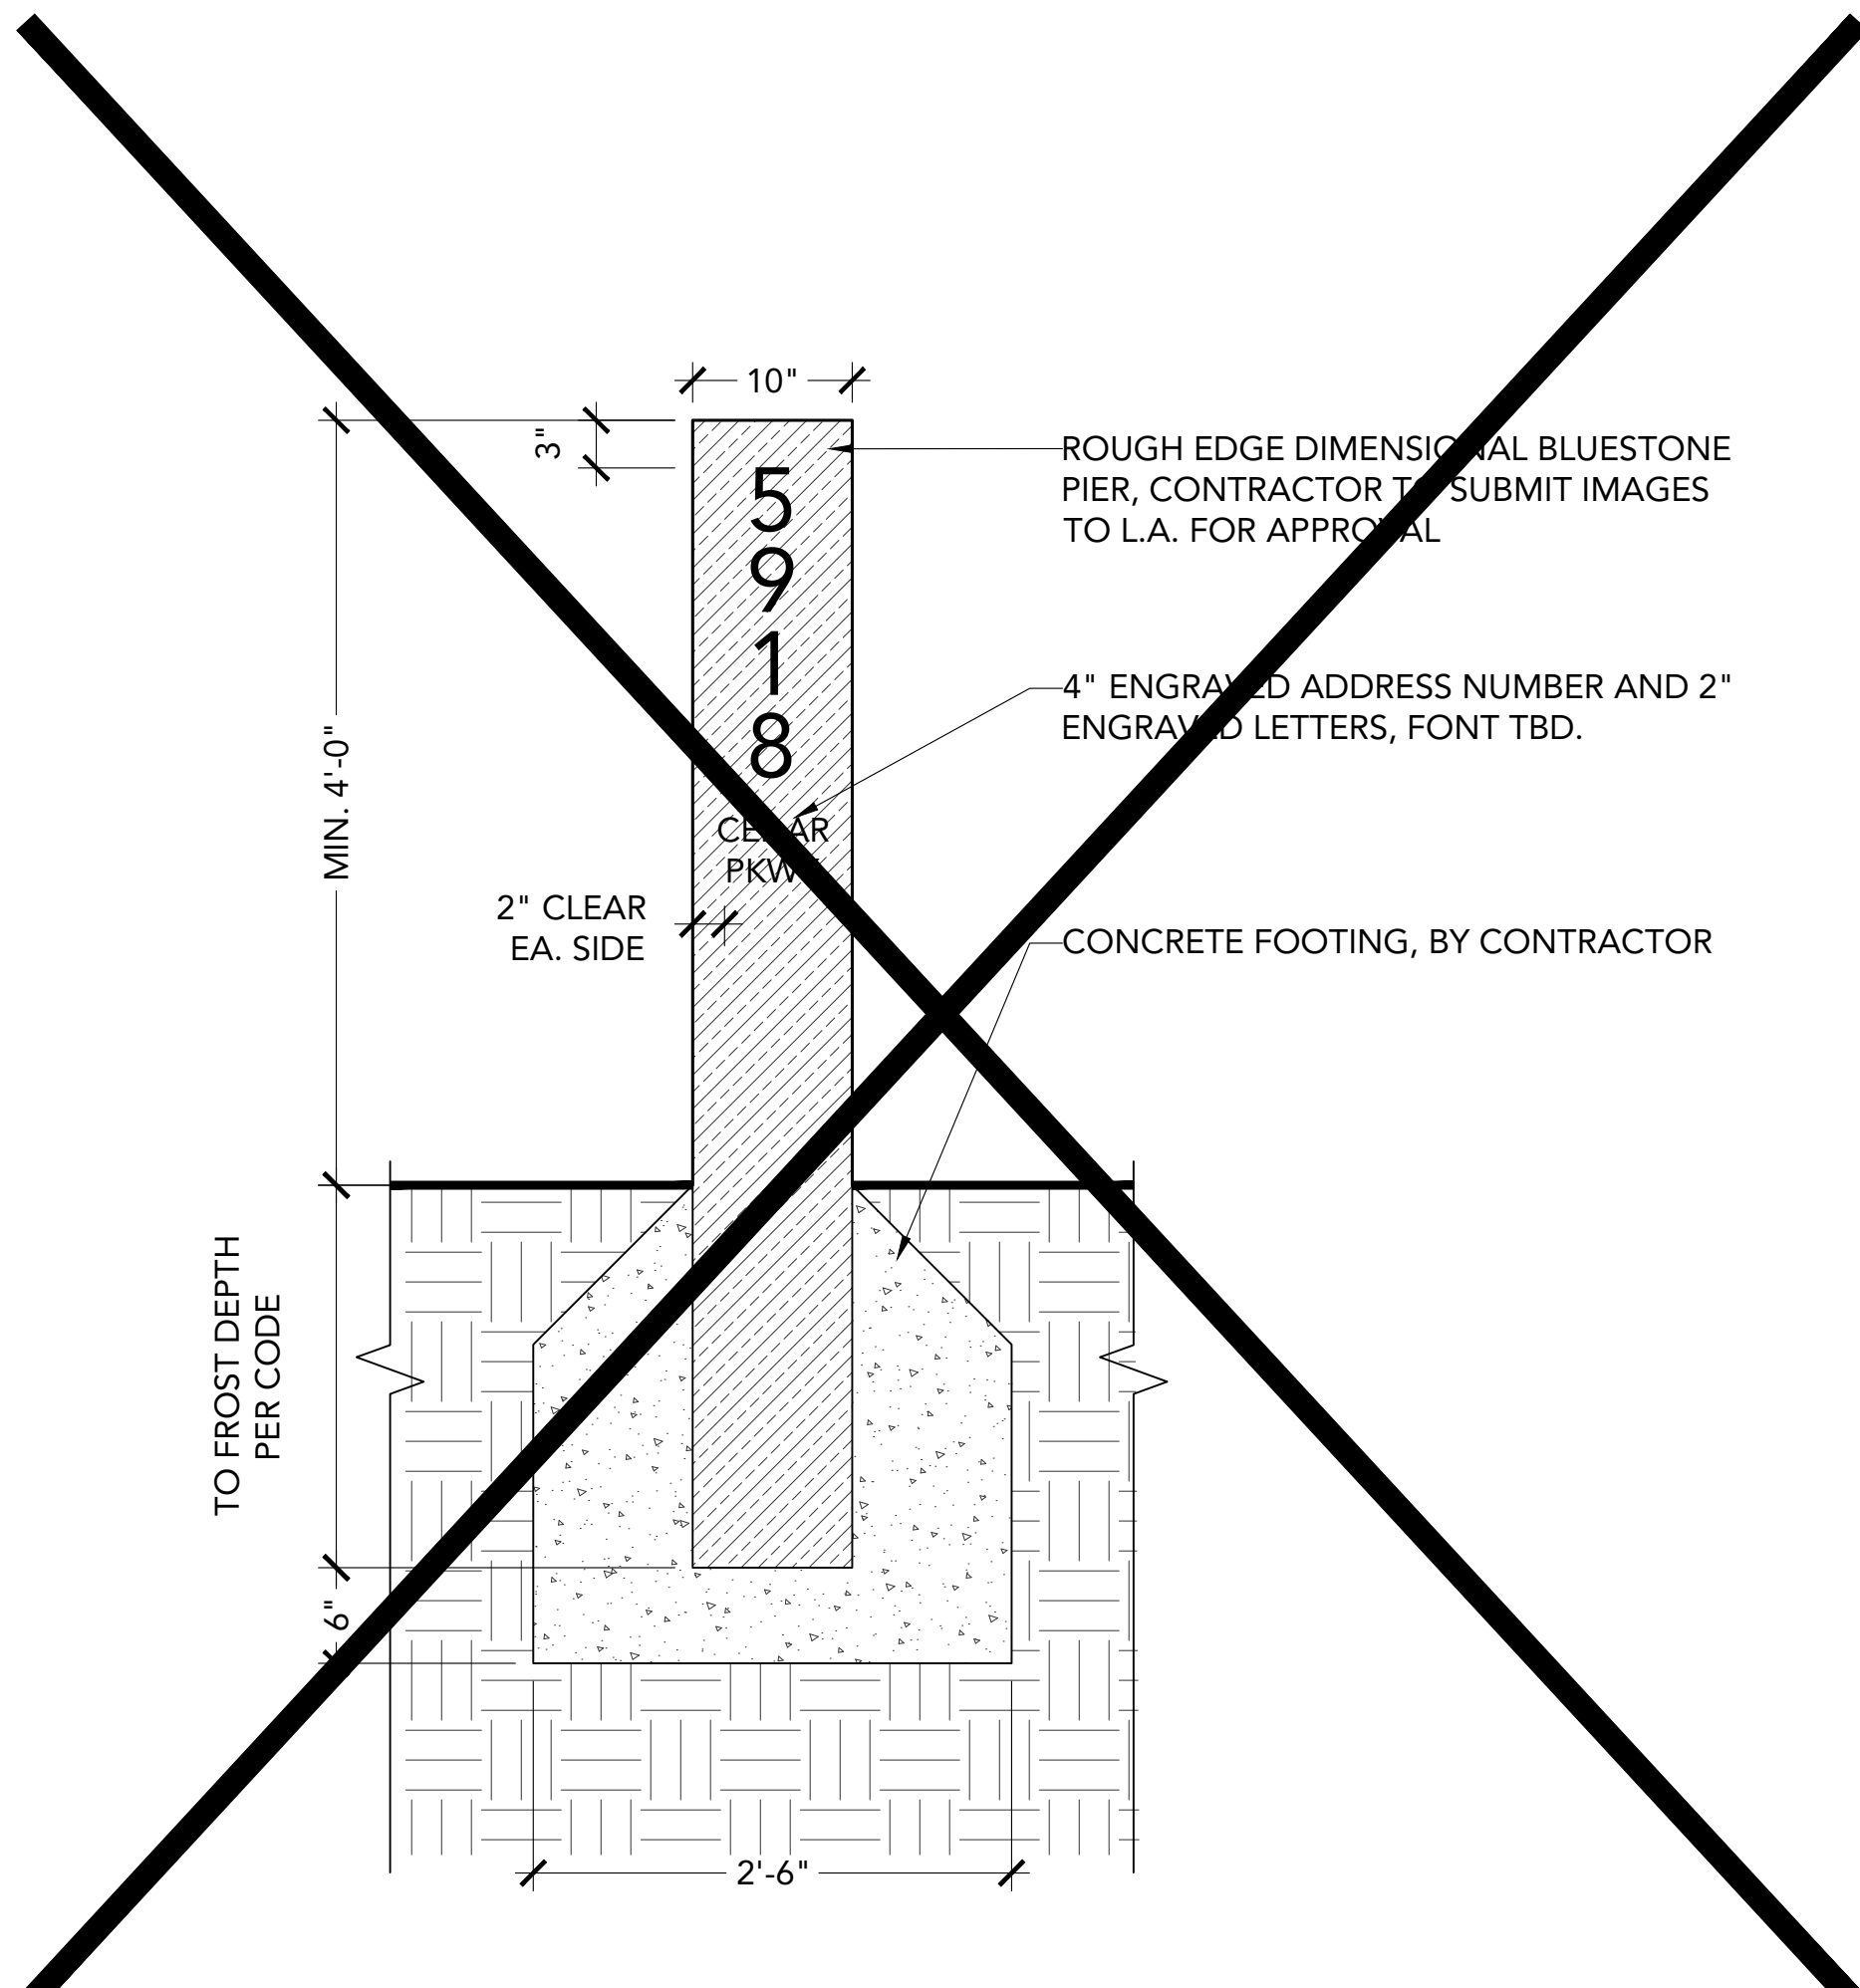 10"
3"
ROUGH EDGE DIMENSIONAL BLUESTONE
PIER, CONTRACTOR TO SUBMIT IMAGES
TO L.A. FOR APPROVAL
5
9
1
8
4" ENGRAVED ADDRESS NUMBER AND 2"
ENGRAVED LETTERS, FONT TBD.
MIN. 4'-0"
CEDAR
PKWY
2" CLEAR
EA. SIDE
CONCRETE FOOTING, BY CONTRACTOR
TO FROST DEPTH
PER CODE
6"
2'-6"